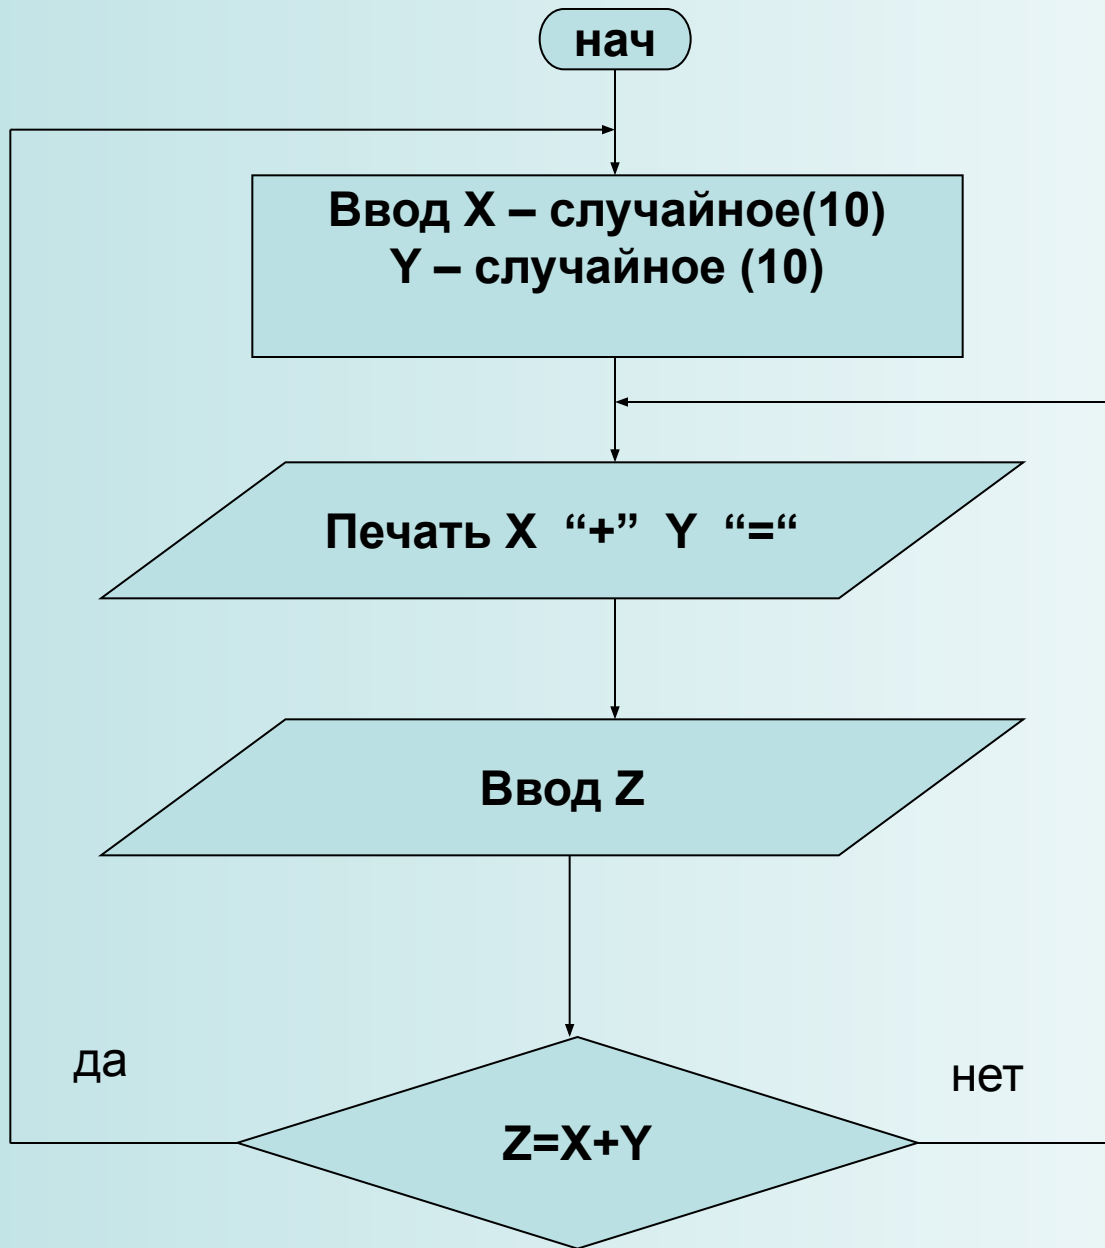 нач
Ввод X – случайное(10)
Y – случайное (10)
Печать X “+” Y “=“
Ввод Z
да
нет
Z=X+Y